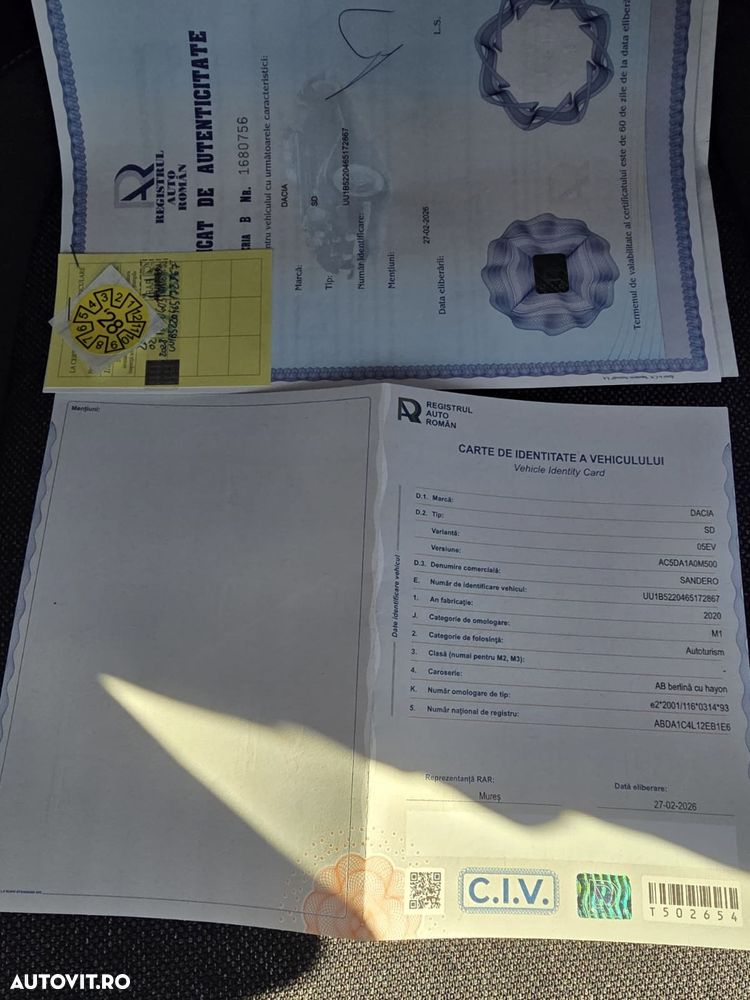 REGISTRUL
AUTO
ROMÂN
CAT DE AUTENTICITATE
ERIA B Nr. 1680756
ntru vehiculul cu următoarele caracteristici:
Marcă: DACIA
Tip: SD
Număr identificare: UU1B5220465172867
Mențiuni:
Data eliberării: 27-02-2026
L.S.
Termenul de valabilitate al certificatului este de 60 de zile de la data eliberă
Mențiuni:
REGISTRUL
AUTO
ROMÂN
CARTE DE IDENTITATE A VEHICULULUI
Vehicle Identity Card
Date identificare vehicul
D.1. Marcă: DACIA
D.2. Tip: SD
Variantă: 05EV
Versiune: AC5DA1A0M500
D.3. Denumire comercială: SANDERO
E. Număr de identificare vehicul: UU1B5220465172867
1. An fabricație: 2020
J. Categorie de omologare: M1
2. Categorie de folosință: Autoturism
3. Clasă (numai pentru M2, M3): -
4. Caroserie: AB berlină cu hayon
K. Număr omologare de tip: e2*2001/116*0314*93
5. Număr național de registru: ABDA1C4L12EB1E6
Reprezentanță RAR:
Mureș
Dată eliberare:
27-02-2026
C.I.V.
T502654
AUTOVIT.RO